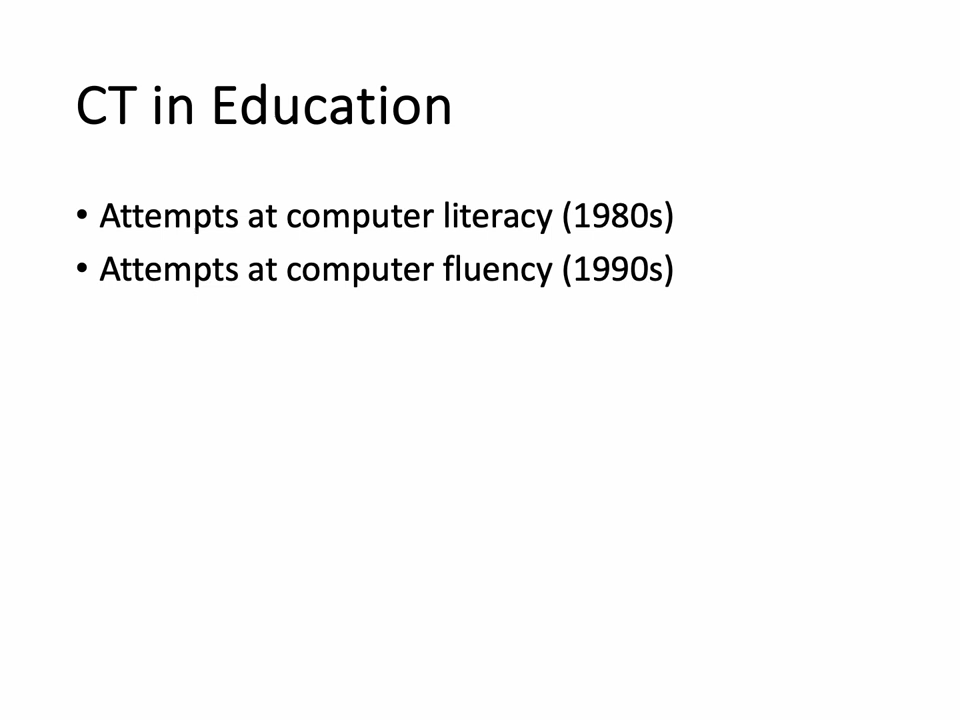 CT in Education
• Attempts at computer literacy (1980s)
• Attempts at computer fluency (1990s)